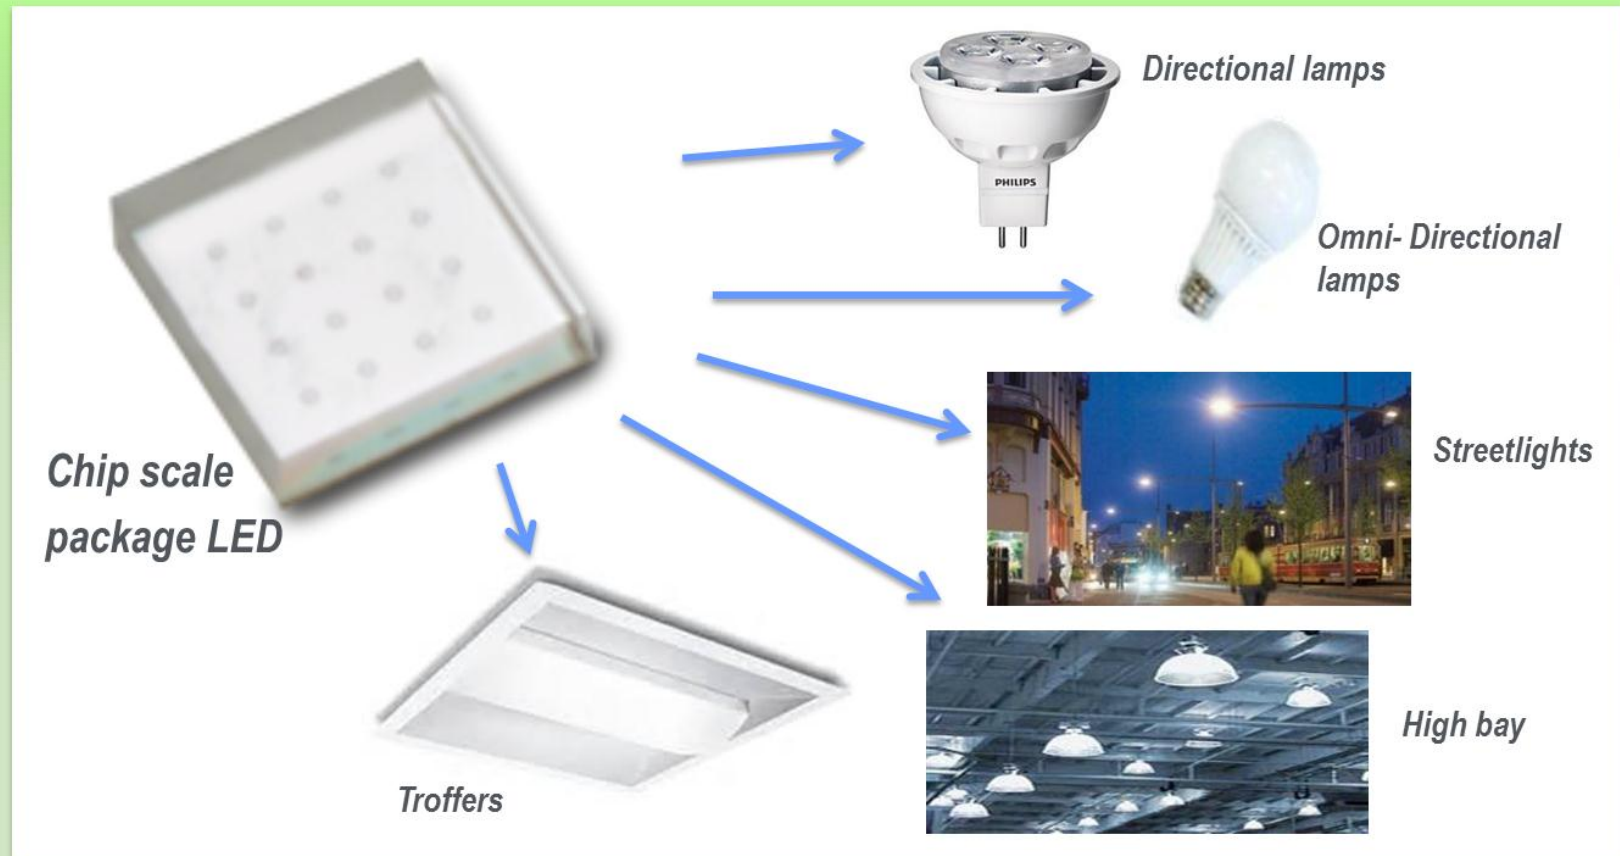 Directional lamps
PHILIPS
Omni- Directional
lamps
Chip scale
package LED
Streetlights
High bay
Troffers